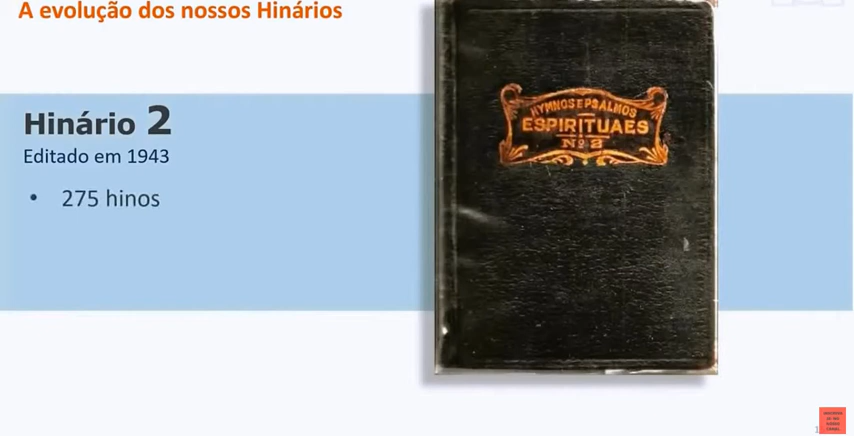 A evolução dos nossos Hinários
Hinário 2
Editado em 1943
• 275 hinos
HYMNOS E PSALMOS
ESPIRITUAES
Nº 2